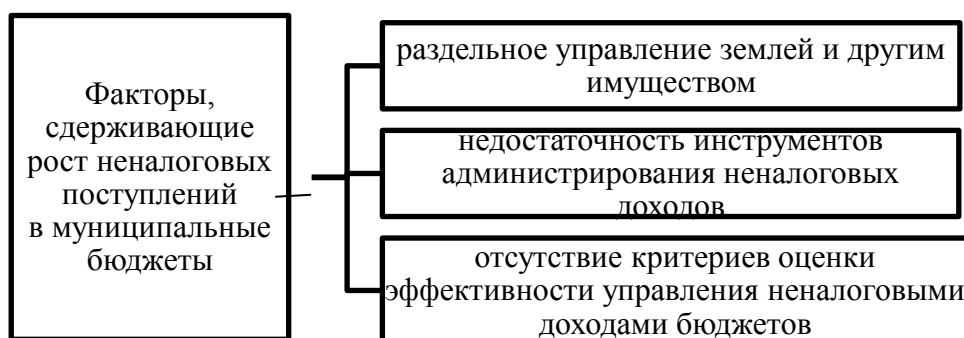 Факторы,
сдерживающие
рост неналоговых
поступлений
в муниципальные
бюджеты
раздельное управление землей и другим
имуществом
недостаточность инструментов
администрирования неналоговых
доходов
отсутствие критериев оценки
эффективности управления неналоговыми
доходами бюджетов